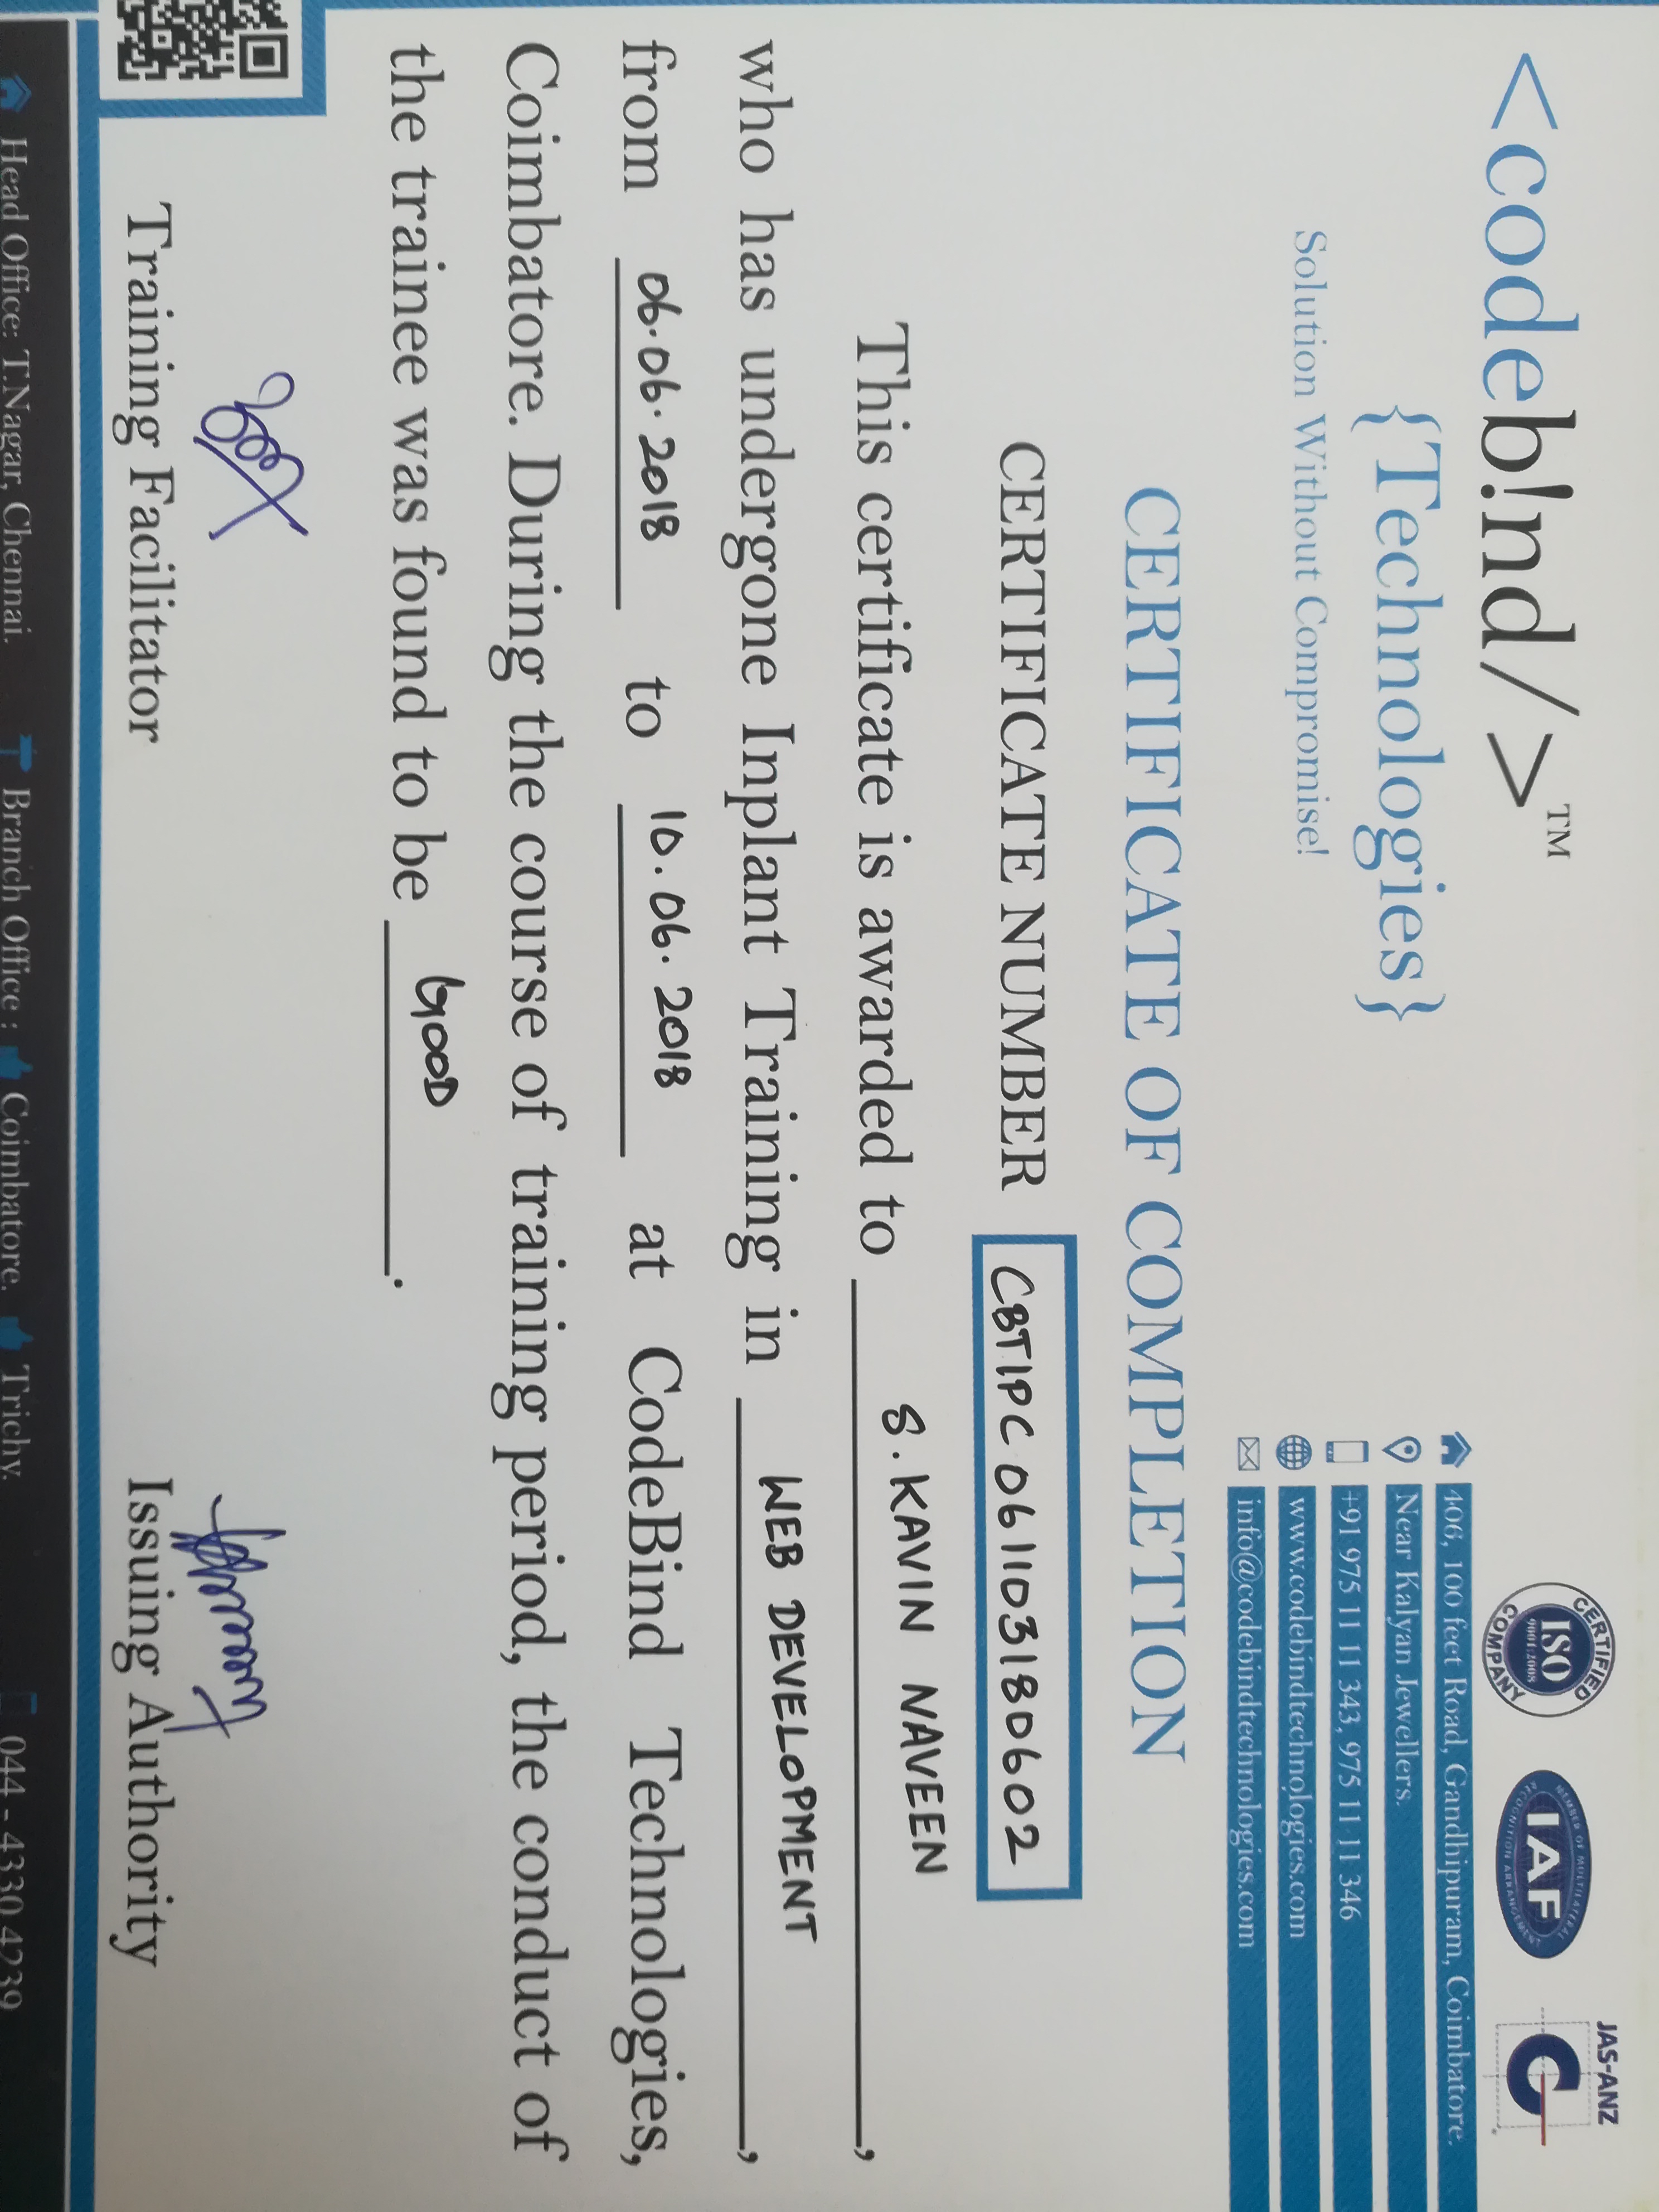 <codeb!nd/>™
{Technologies}
Solution Without Compromise!
CERTIFIED
ISO
9001:2008
COMPANY
MEMBER OF MULTILATERAL
IAF
RECOGNITION ARRANGEMENT
JAS-ANZ
406, 100 feet Road, Gandhipuram, Coimbatore.
Near Kalyan Jewellers.
+91 975 11 11 343, 975 11 11 346
www.codebindtechnologies.com
info@codebindtechnologies.com
CERTIFICATE OF COMPLETION
CERTIFICATE NUMBER CBTIPC 061103180602
This certificate is awarded to S. KAVIN NAVEEN,
who has undergone Inplant Training in WEB DEVELOPMENT,
from 06.06.2018 to 10.06.2018 at CodeBind Technologies,
Coimbatore. During the course of training period, the conduct of
the trainee was found to be GOOD.
Training Facilitator Issuing Authority
Head Office: T.Nagar, Chennai. Branch Office : Coimbatore. Trichy. 044 - 4330 4239